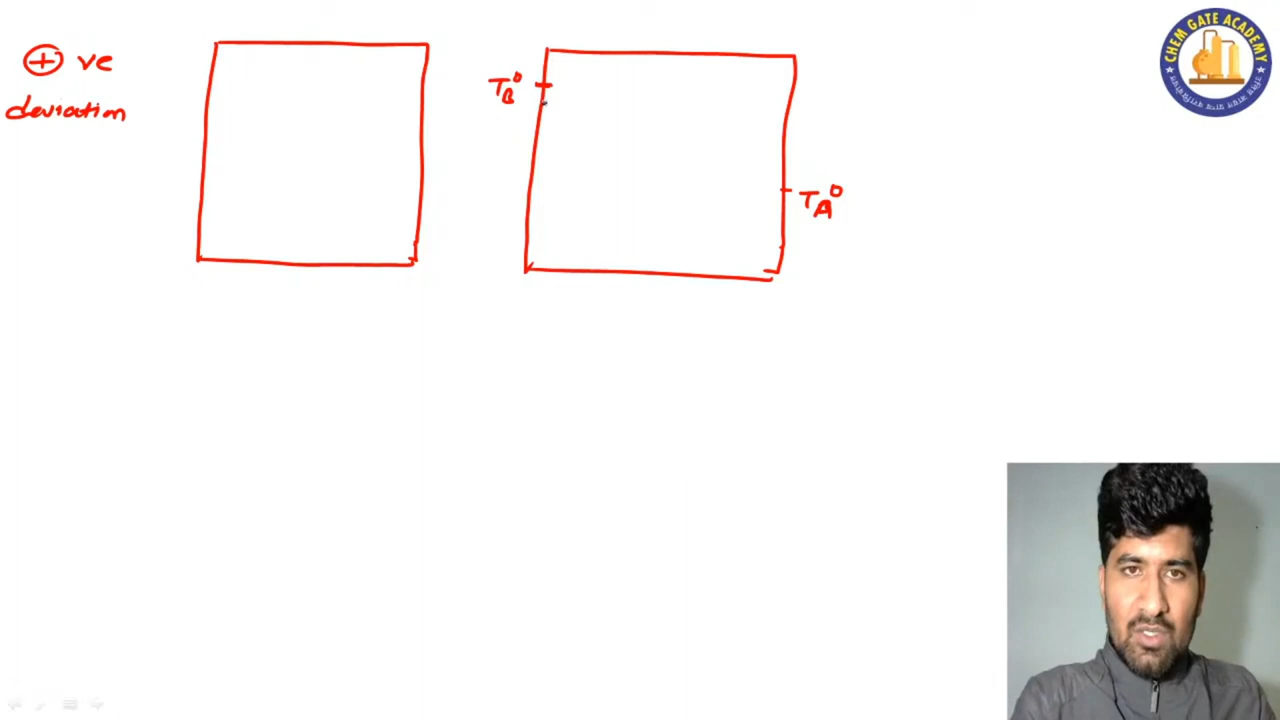 ⊕ ve
deviation
T_B°
T_A°
CHEM GATE ACADEMY